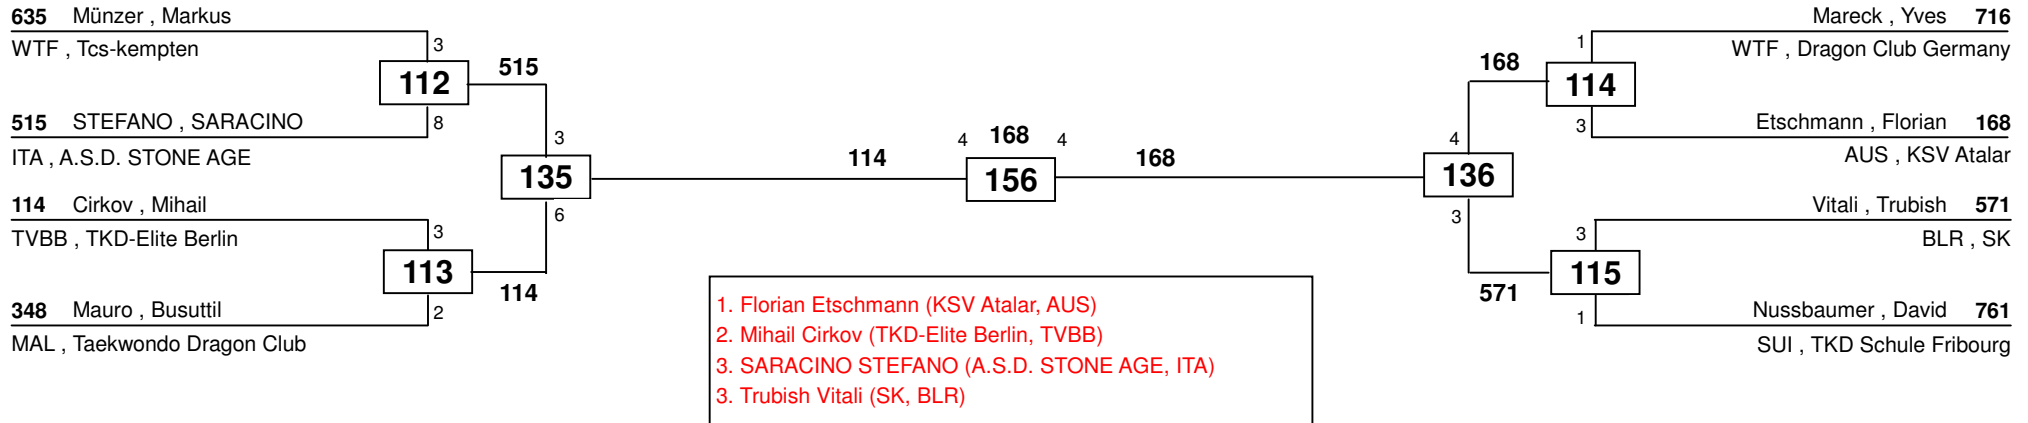 635 Münzer , Markus
WTF , Tcs-kempten
3
112
515
8
515 STEFANO , SARACINO
ITA , A.S.D. STONE AGE
3
135
6
114 Cirkov , Mihail
TVBB , TKD-Elite Berlin
3
113
114
2
348 Mauro , Busuttil
MAL , Taekwondo Dragon Club
114
4 168 4
156
168
Mareck , Yves 716
WTF , Dragon Club Germany
1
168
114
3
Etschmann , Florian 168
AUS , KSV Atalar
4
136
3
Vitali , Trubish 571
BLR , SK
3
115
571
1
Nussbaumer , David 761
SUI , TKD Schule Fribourg
1. Florian Etschmann (KSV Atalar, AUS)
2. Mihail Cirkov (TKD-Elite Berlin, TVBB)
3. SARACINO STEFANO (A.S.D. STONE AGE, ITA)
3. Trubish Vitali (SK, BLR)